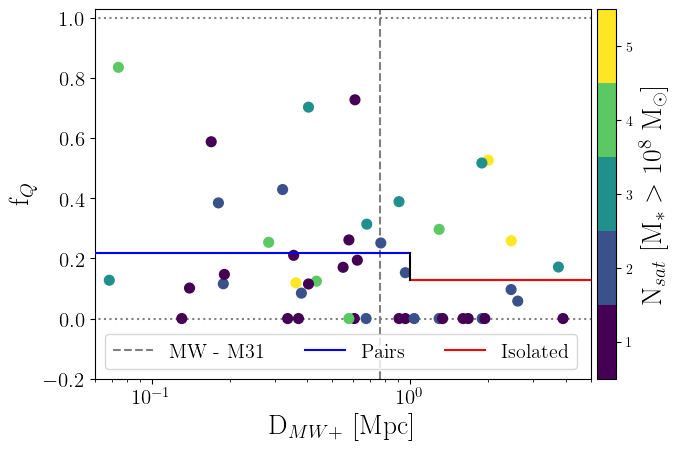 1.0
0.8
0.6
0.4
0.2
0.0
−0.2
f_Q
10^{-1}
10^{0}
D_{MW+} [Mpc]
MW - M31
Pairs
Isolated
5
4
3
2
1
N_{sat} [M_* > 10^8 M_⊙]